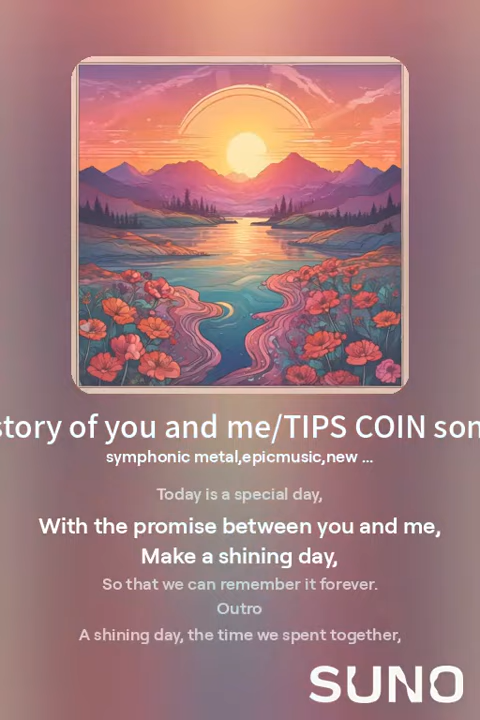 story of you and me/TIPS COIN son
symphonic metal,epicmusic,new ...
Today is a special day,
With the promise between you and me,
Make a shining day,
So that we can remember it forever.
Outro
A shining day, the time we spent together,
SUNO